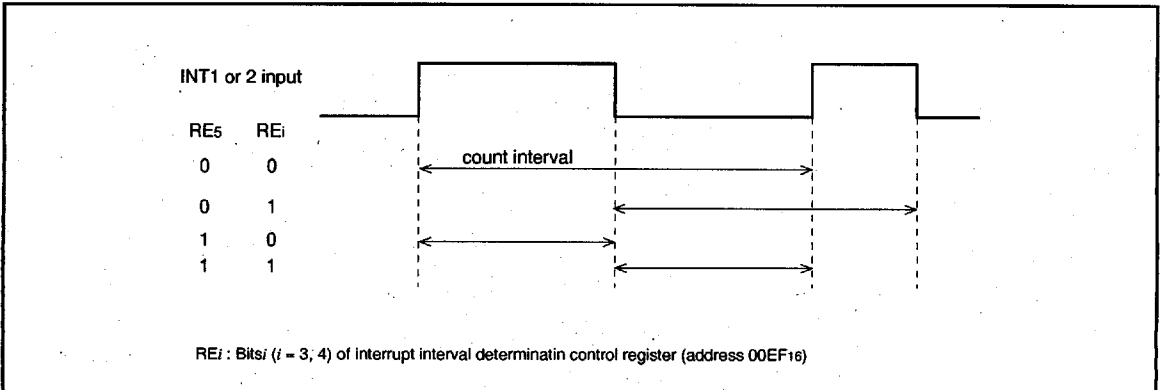 INT1 or 2 input
RE5 REi
0 0
count interval
0 1
1 0
1 1
REi : Bitsi (i = 3, 4) of interrupt interval determinatin control register (address 00EF16)